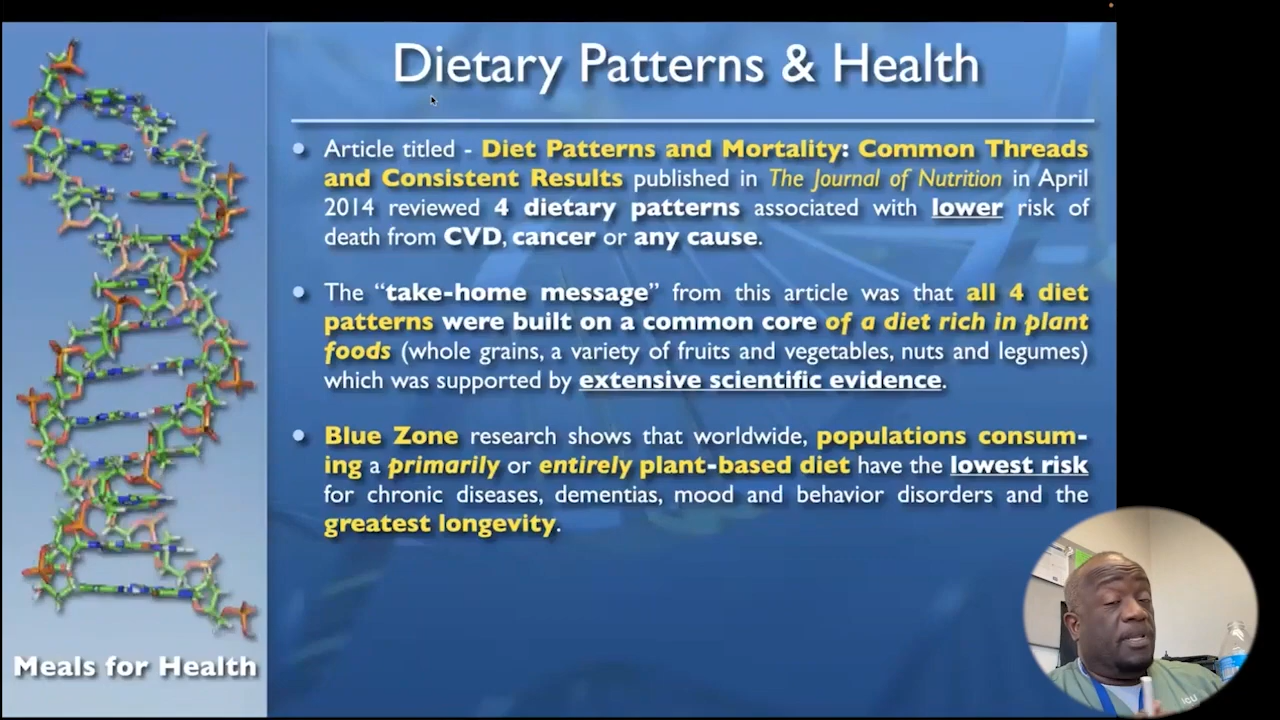 Dietary Patterns & Health
• Article titled - Diet Patterns and Mortality: Common Threads
and Consistent Results published in The Journal of Nutrition in April
2014 reviewed 4 dietary patterns associated with lower risk of
death from CVD, cancer or any cause.
• The “take-home message” from this article was that all 4 diet
patterns were built on a common core of a diet rich in plant
foods (whole grains, a variety of fruits and vegetables, nuts and legumes)
which was supported by extensive scientific evidence.
• Blue Zone research shows that worldwide, populations consum-
ing a primarily or entirely plant-based diet have the lowest risk
for chronic diseases, dementias, mood and behavior disorders and the
greatest longevity.
Meals for Health
ICU